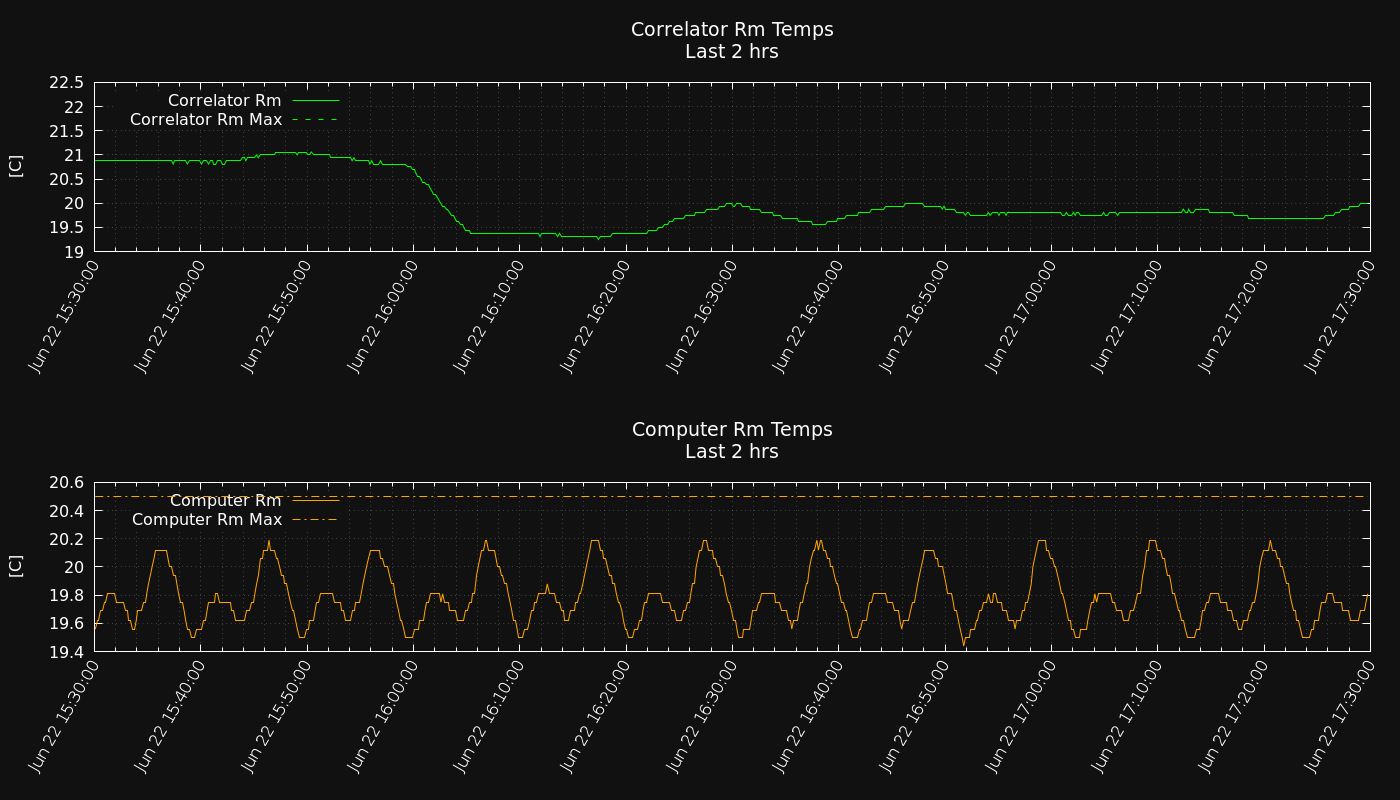 Correlator Rm Temps
Last 2 hrs
22.5
22
21.5
21
20.5
20
19.5
19
[C]
Correlator Rm
Correlator Rm Max
Jun 22 15:30:00
Jun 22 15:40:00
Jun 22 15:50:00
Jun 22 16:00:00
Jun 22 16:10:00
Jun 22 16:20:00
Jun 22 16:30:00
Jun 22 16:40:00
Jun 22 16:50:00
Jun 22 17:00:00
Jun 22 17:10:00
Jun 22 17:20:00
Jun 22 17:30:00
Computer Rm Temps
Last 2 hrs
20.6
20.4
20.2
20
19.8
19.6
19.4
[C]
Computer Rm
Computer Rm Max
Jun 22 15:30:00
Jun 22 15:40:00
Jun 22 15:50:00
Jun 22 16:00:00
Jun 22 16:10:00
Jun 22 16:20:00
Jun 22 16:30:00
Jun 22 16:40:00
Jun 22 16:50:00
Jun 22 17:00:00
Jun 22 17:10:00
Jun 22 17:20:00
Jun 22 17:30:00